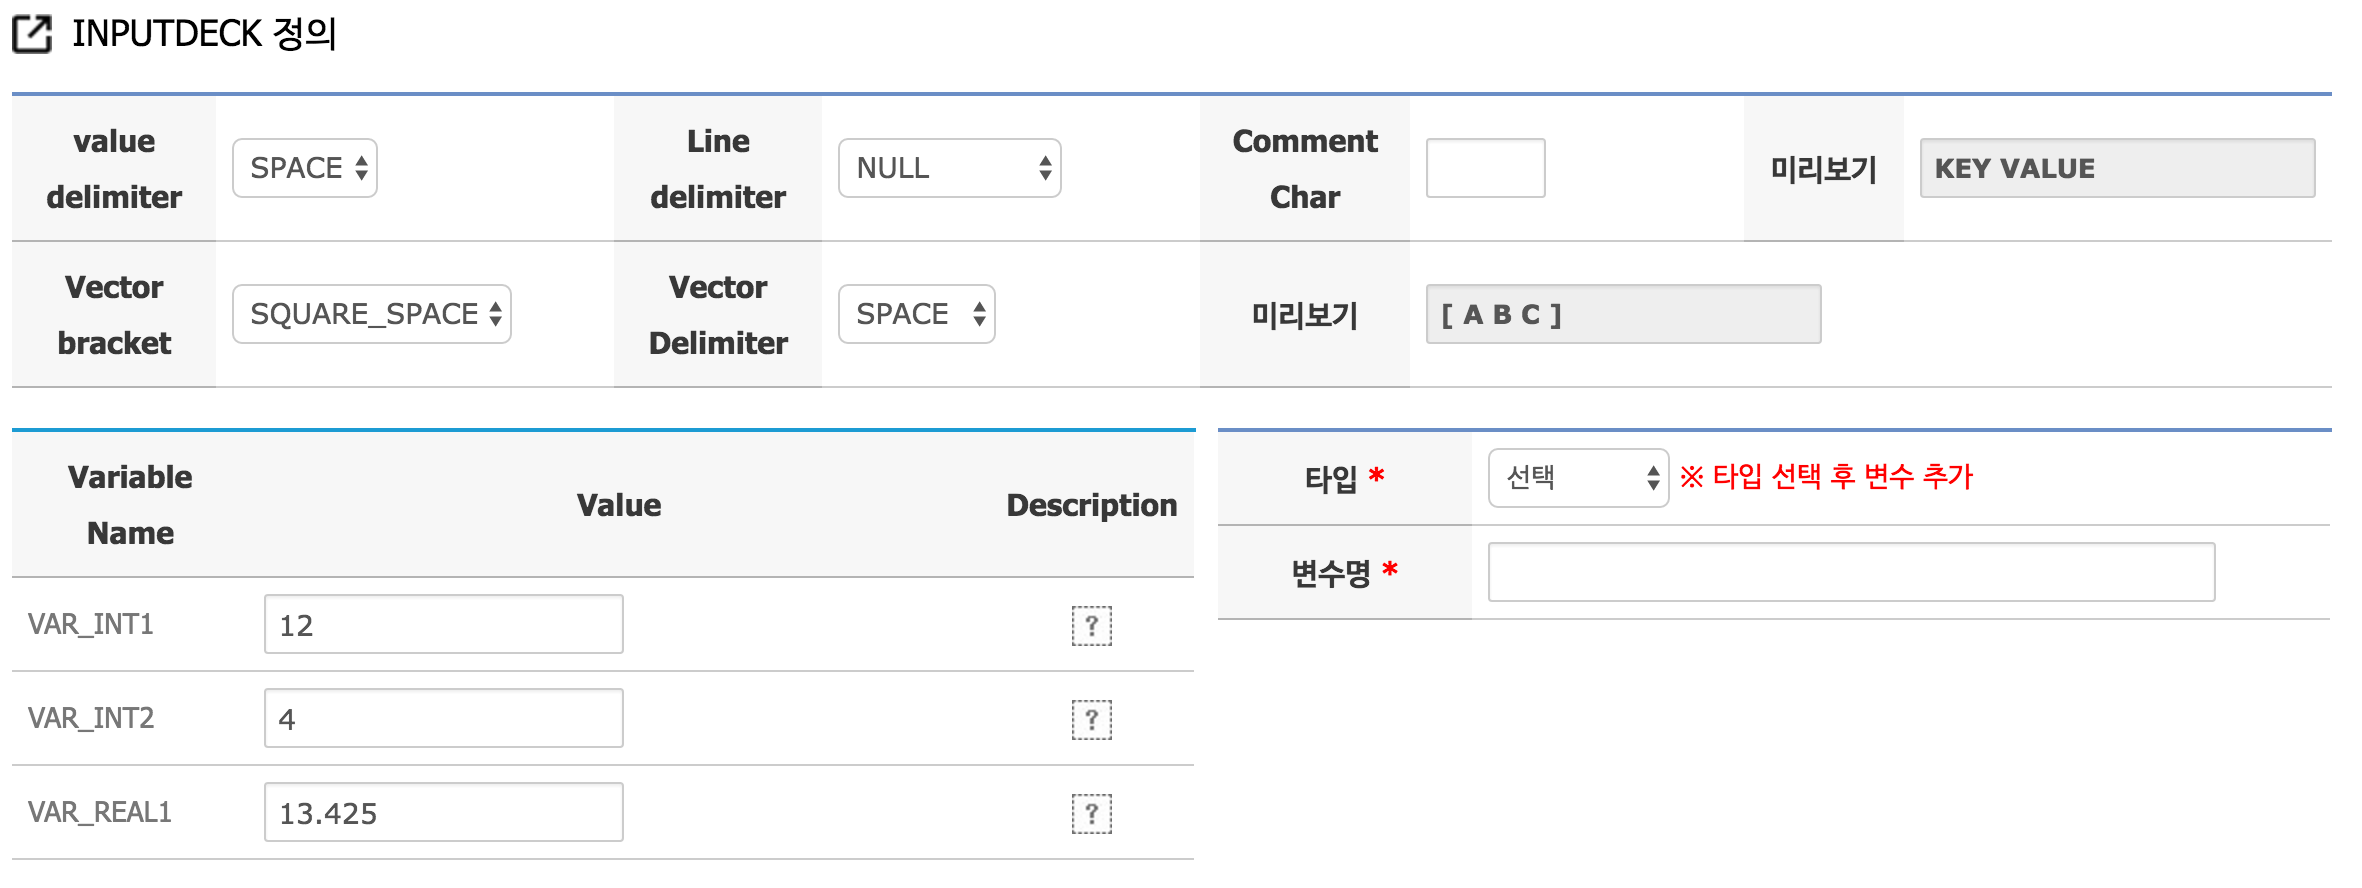 INPUTDECK 정의
value
delimiter
SPACE
Line
delimiter
NULL
Comment
Char
미리보기
KEY VALUE
Vector
bracket
SQUARE_SPACE
Vector
Delimiter
SPACE
미리보기
[ A B C ]
Variable
Name
Value
Description
VAR_INT1
12
?
VAR_INT2
4
?
VAR_REAL1
13.425
?
타입 *
선택
※ 타입 선택 후 변수 추가
변수명 *